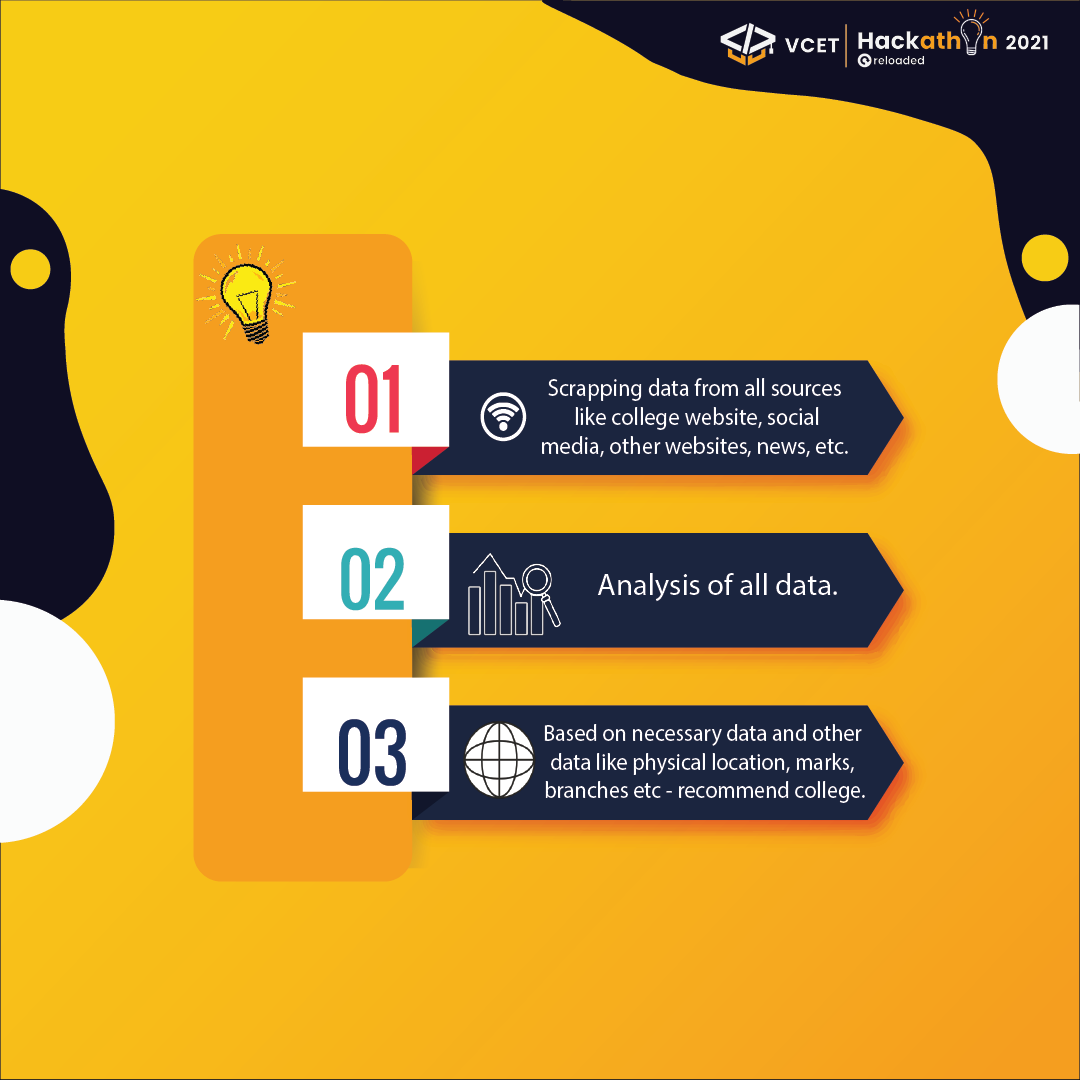 VCET
Hackathon 2021
reloaded
01
Scrapping data from all sources
like college website, social
media, other websites, news, etc.
02
Analysis of all data.
03
Based on necessary data and other
data like physical location, marks,
branches etc - recommend college.